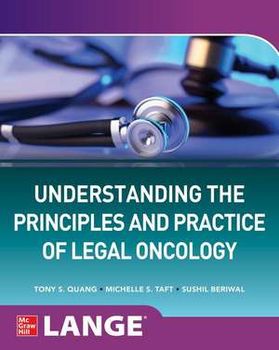 UNDERSTANDING THE
PRINCIPLES AND PRACTICE
OF LEGAL ONCOLOGY
TONY S. QUANG · MICHELLE S. TAFT · SUSHIL BERIWAL
Mc
Graw
Hill
LANGE®